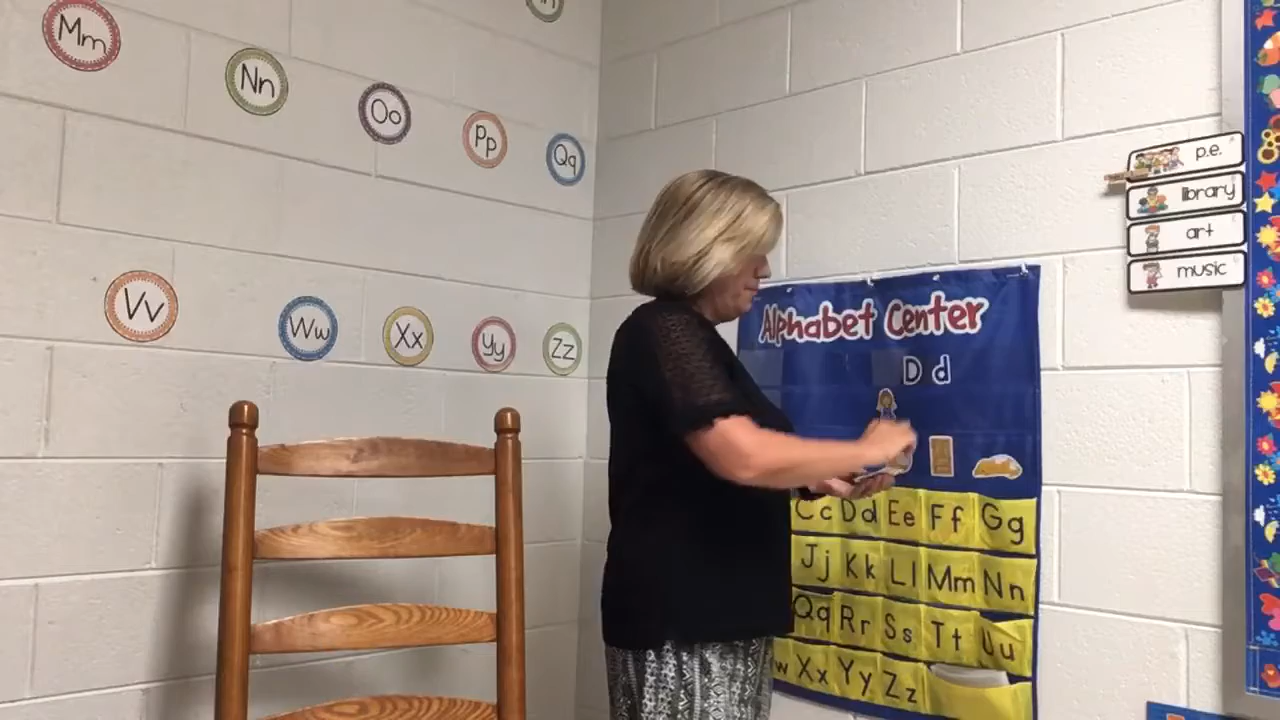 Mm
Nn
Oo
Pp
Qq
Vv
Ww
Xx
Yy
Zz
p.e.
library
art
music
Alphabet Center
D d
Cc Dd Ee Ff Gg
Jj Kk Ll Mm Nn
Qq Rr Ss Tt Uu
w Xx Yy Zz